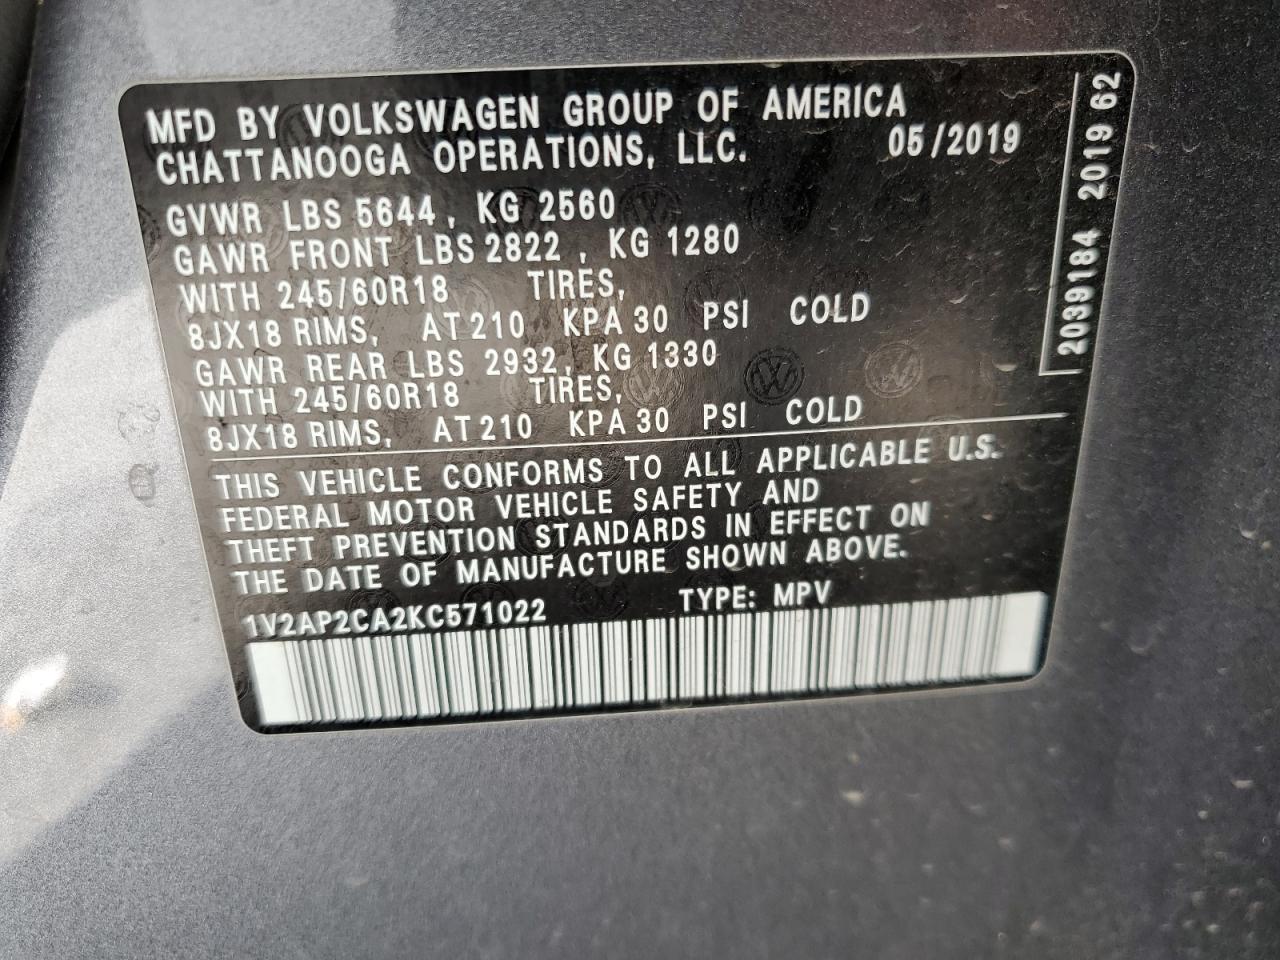 MFD BY VOLKSWAGEN GROUP OF AMERICA
CHATTANOOGA OPERATIONS, LLC. 05/2019
GVWR LBS 5644, KG 2560
GAWR FRONT LBS 2822, KG 1280
WITH 245/60R18 TIRES,
8JX18 RIMS, AT 210 KPA 30 PSI COLD
GAWR REAR LBS 2932, KG 1330
WITH 245/60R18 TIRES,
8JX18 RIMS, AT 210 KPA 30 PSI COLD
THIS VEHICLE CONFORMS TO ALL APPLICABLE U.S.
FEDERAL MOTOR VEHICLE SAFETY AND
THEFT PREVENTION STANDARDS IN EFFECT ON
THE DATE OF MANUFACTURE SHOWN ABOVE.
1V2AP2CA2KC571022 TYPE: MPV
2039184 2019 62